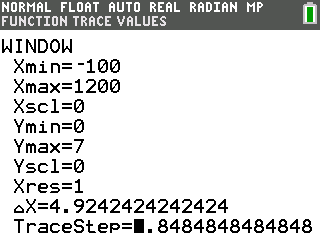 NORMAL FLOAT AUTO REAL RADIAN MP
FUNCTION TRACE VALUES
WINDOW
Xmin=-100
Xmax=1200
Xscl=0
Ymin=0
Ymax=7
Yscl=0
Xres=1
△X=4.9242424242424
TraceStep=.8484848484848